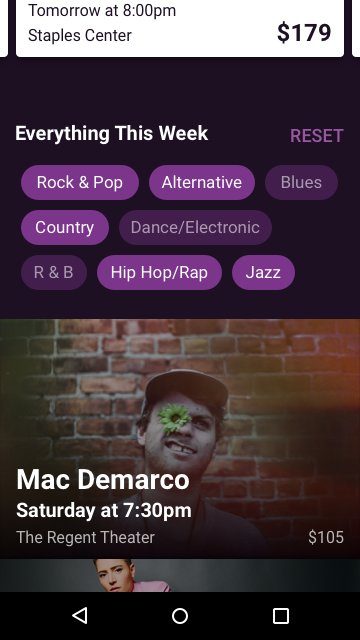 Tomorrow at 8:00pm
Staples Center $179
Everything This Week RESET
Rock & Pop Alternative Blues
Country Dance/Electronic
R & B Hip Hop/Rap Jazz
Mac Demarco
Saturday at 7:30pm
The Regent Theater $105